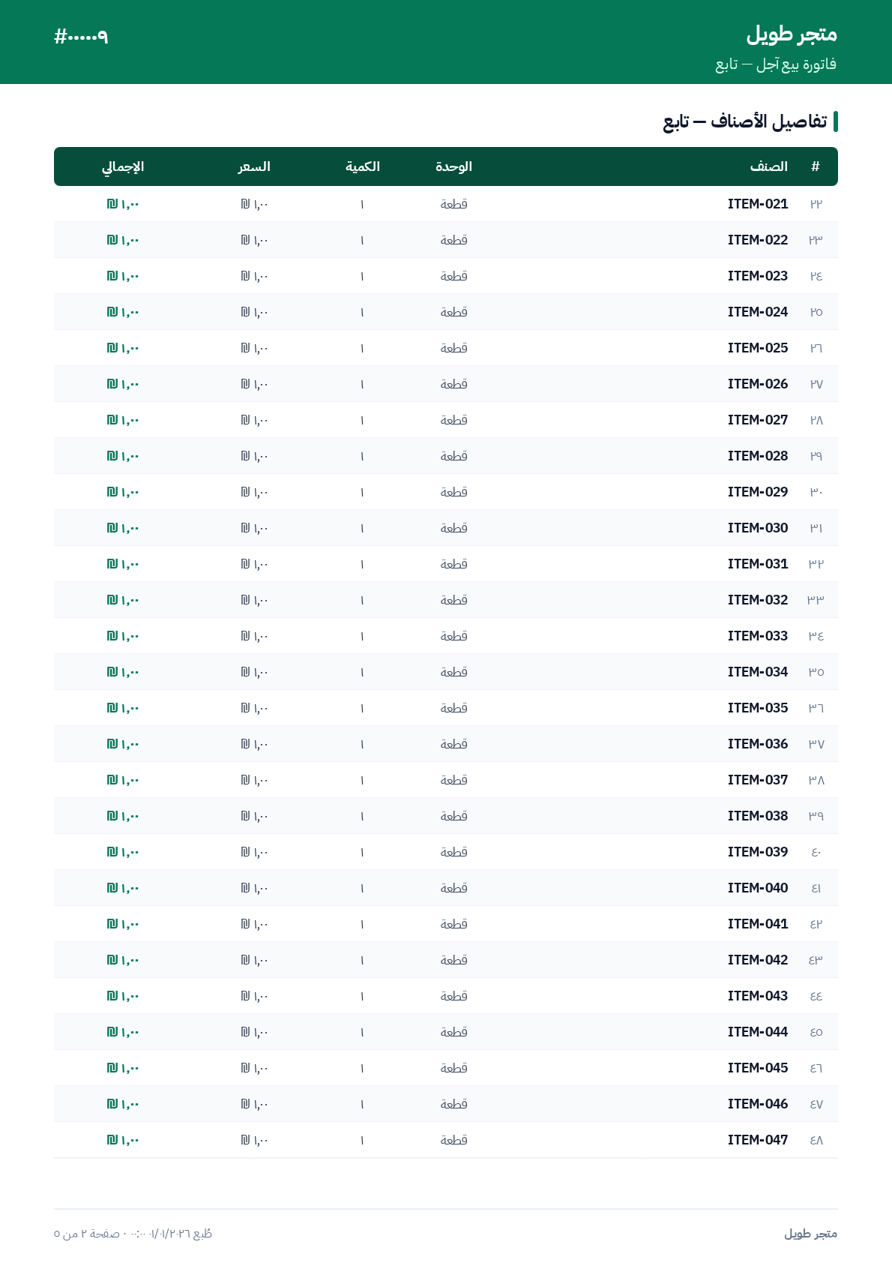 متجر طويل
#٠٠٠٠٠٩
فاتورة بيع آجل — تابع
تفاصيل الأصناف — تابع
# الصنف الوحدة الكمية السعر الإجمالي
٢٢ ITEM-021 قطعة ١ ١,٠٠ ₪ ١,٠٠ ₪
٢٣ ITEM-022 قطعة ١ ١,٠٠ ₪ ١,٠٠ ₪
٢٤ ITEM-023 قطعة ١ ١,٠٠ ₪ ١,٠٠ ₪
٢٥ ITEM-024 قطعة ١ ١,٠٠ ₪ ١,٠٠ ₪
٢٦ ITEM-025 قطعة ١ ١,٠٠ ₪ ١,٠٠ ₪
٢٧ ITEM-026 قطعة ١ ١,٠٠ ₪ ١,٠٠ ₪
٢٨ ITEM-027 قطعة ١ ١,٠٠ ₪ ١,٠٠ ₪
٢٩ ITEM-028 قطعة ١ ١,٠٠ ₪ ١,٠٠ ₪
٣٠ ITEM-029 قطعة ١ ١,٠٠ ₪ ١,٠٠ ₪
٣١ ITEM-030 قطعة ١ ١,٠٠ ₪ ١,٠٠ ₪
٣٢ ITEM-031 قطعة ١ ١,٠٠ ₪ ١,٠٠ ₪
٣٣ ITEM-032 قطعة ١ ١,٠٠ ₪ ١,٠٠ ₪
٣٤ ITEM-033 قطعة ١ ١,٠٠ ₪ ١,٠٠ ₪
٣٥ ITEM-034 قطعة ١ ١,٠٠ ₪ ١,٠٠ ₪
٣٦ ITEM-035 قطعة ١ ١,٠٠ ₪ ١,٠٠ ₪
٣٧ ITEM-036 قطعة ١ ١,٠٠ ₪ ١,٠٠ ₪
٣٨ ITEM-037 قطعة ١ ١,٠٠ ₪ ١,٠٠ ₪
٣٩ ITEM-038 قطعة ١ ١,٠٠ ₪ ١,٠٠ ₪
٤٠ ITEM-039 قطعة ١ ١,٠٠ ₪ ١,٠٠ ₪
٤١ ITEM-040 قطعة ١ ١,٠٠ ₪ ١,٠٠ ₪
٤٢ ITEM-041 قطعة ١ ١,٠٠ ₪ ١,٠٠ ₪
٤٣ ITEM-042 قطعة ١ ١,٠٠ ₪ ١,٠٠ ₪
٤٤ ITEM-043 قطعة ١ ١,٠٠ ₪ ١,٠٠ ₪
٤٥ ITEM-044 قطعة ١ ١,٠٠ ₪ ١,٠٠ ₪
٤٦ ITEM-045 قطعة ١ ١,٠٠ ₪ ١,٠٠ ₪
٤٧ ITEM-046 قطعة ١ ١,٠٠ ₪ ١,٠٠ ₪
٤٨ ITEM-047 قطعة ١ ١,٠٠ ₪ ١,٠٠ ₪
متجر طويل
طُبع ٠١/٠١/٢٠٢٦ ٠٠:٠٠ · صفحة ٢ من ٥